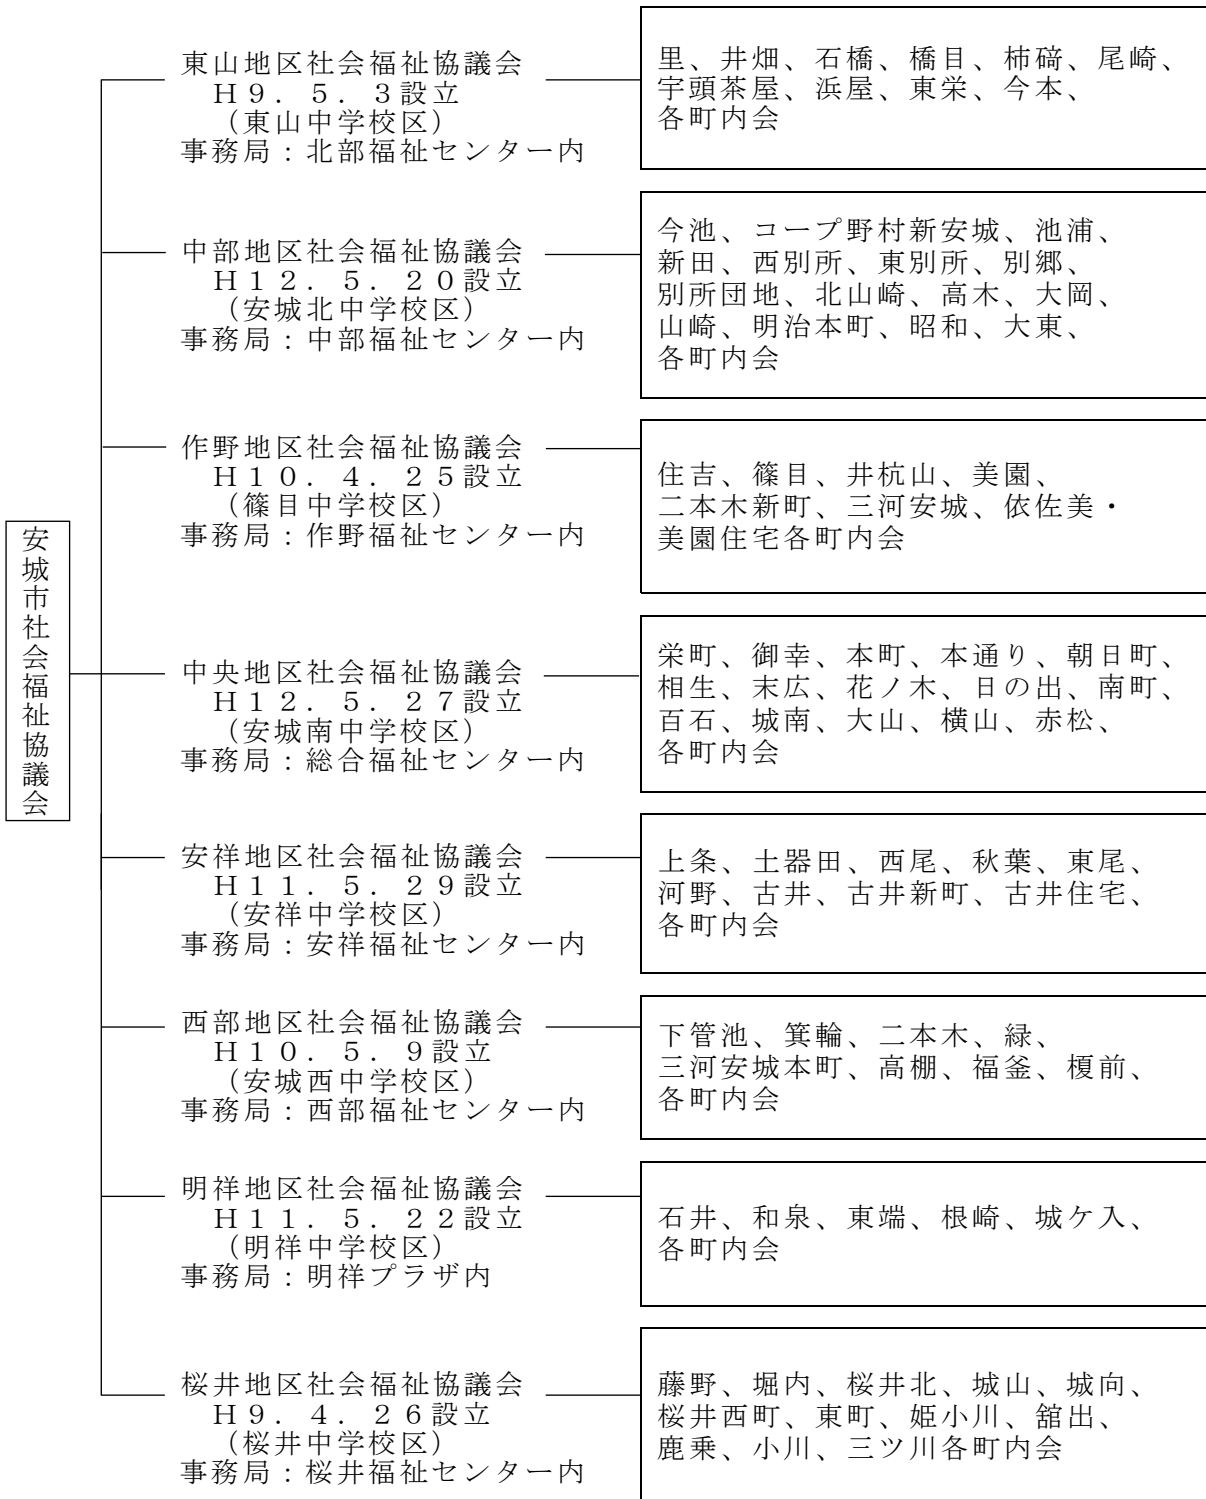 安城市社会福祉協議会
東山地区社会福祉協議会
H９．５．３設立
（東山中学校区）
事務局：北部福祉センター内
里、井畑、石橋、橋目、柿碕、尾崎、
宇頭茶屋、浜屋、東栄、今本、
各町内会
中部地区社会福祉協議会
H１２．５．２０設立
（安城北中学校区）
事務局：中部福祉センター内
今池、コープ野村新安城、池浦、
新田、西別所、東別所、別郷、
別所団地、北山崎、高木、大岡、
山崎、明治本町、昭和、大東、
各町内会
作野地区社会福祉協議会
H１０．４．２５設立
（篠目中学校区）
事務局：作野福祉センター内
住吉、篠目、井杭山、美園、
二本木新町、三河安城、依佐美・
美園住宅各町内会
中央地区社会福祉協議会
H１２．５．２７設立
（安城南中学校区）
事務局：総合福祉センター内
栄町、御幸、本町、本通り、朝日町、
相生、末広、花ノ木、日の出、南町、
百石、城南、大山、横山、赤松、
各町内会
安祥地区社会福祉協議会
H１１．５．２９設立
（安祥中学校区）
事務局：安祥福祉センター内
上条、土器田、西尾、秋葉、東尾、
河野、古井、古井新町、古井住宅、
各町内会
西部地区社会福祉協議会
H１０．５．９設立
（安城西中学校区）
事務局：西部福祉センター内
下管池、箕輪、二本木、緑、
三河安城本町、高棚、福釜、榎前、
各町内会
明祥地区社会福祉協議会
H１１．５．２２設立
（明祥中学校区）
事務局：明祥プラザ内
石井、和泉、東端、根崎、城ケ入、
各町内会
桜井地区社会福祉協議会
H９．４．２６設立
（桜井中学校区）
事務局：桜井福祉センター内
藤野、堀内、桜井北、城山、城向、
桜井西町、東町、姫小川、舘出、
鹿乗、小川、三ツ川各町内会